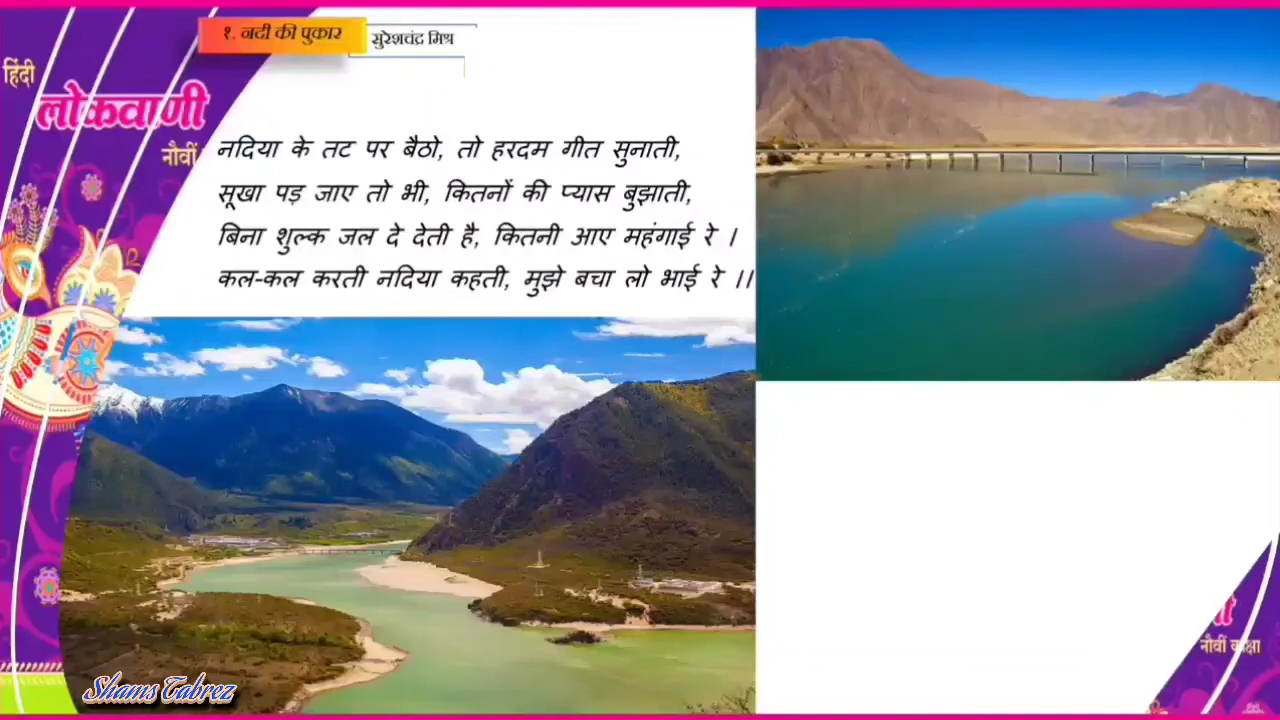 १. नदी की पुकार
सुरेशचंद्र मिश्र
हिंदी
लोकवाणी
नौवीं
नदिया के तट पर बैठो, तो हरदम गीत सुनाती,
सूखा पड़ जाए तो भी, कितनों की प्यास बुझाती,
बिना शुल्क जल दे देती है, कितनी आए महंगाई रे ।
कल-कल करती नदिया कहती, मुझे बचा लो भाई रे ।।
नौवीं कक्षा
Shams Tabrez